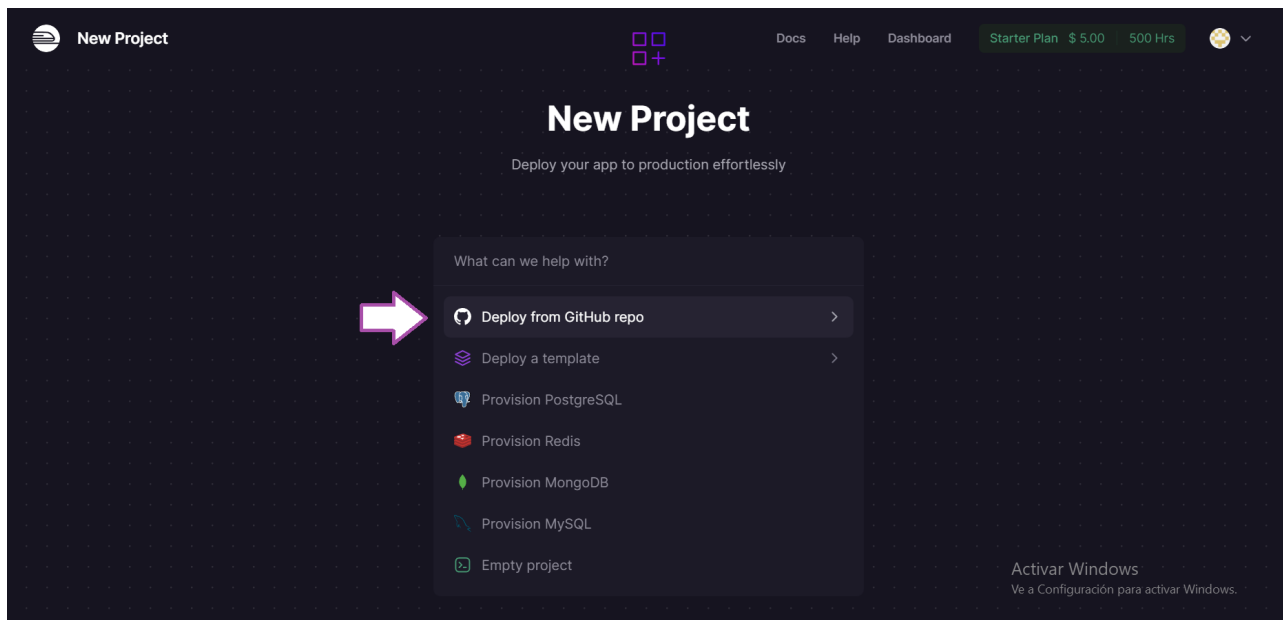 New Project
Docs Help Dashboard Starter Plan $ 5.00 500 Hrs
New Project
Deploy your app to production effortlessly
What can we help with?
Deploy from GitHub repo
Deploy a template
Provision PostgreSQL
Provision Redis
Provision MongoDB
Provision MySQL
Empty project
Activar Windows
Ve a Configuración para activar Windows.